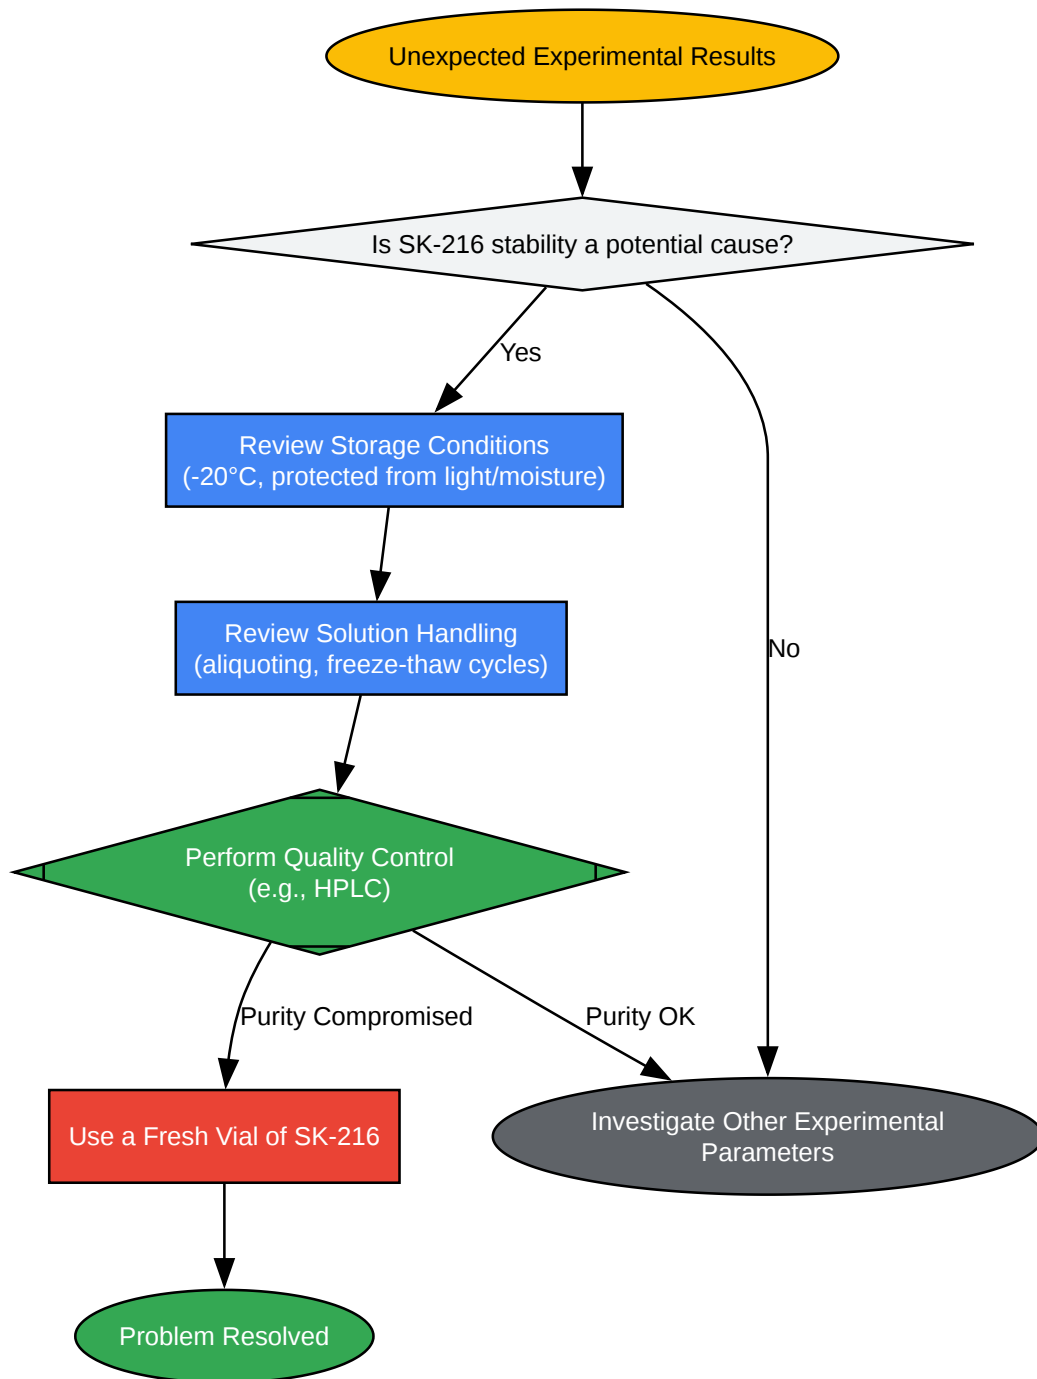 Unexpected Experimental Results
Is SK-216 stability a potential cause?
Yes
Review Storage Conditions
(-20°C, protected from light/moisture)
Review Solution Handling
(aliquoting, freeze-thaw cycles)
No
Perform Quality Control
(e.g., HPLC)
Purity Compromised
Purity OK
Use a Fresh Vial of SK-216
Investigate Other Experimental
Parameters
Problem Resolved